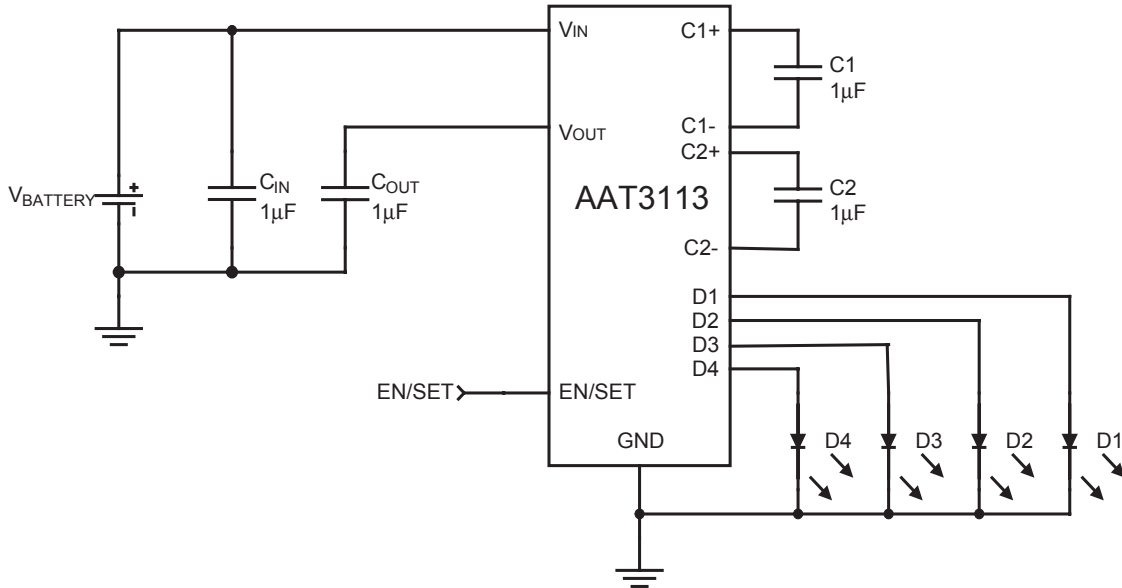 VIN
C1+
C1
1µF
VOUT
C1-
C2+
VBATTERY
+
CIN
1µF
COUT
1µF
AAT3113
C2
1µF
C2-
D1
D2
D3
D4
EN/SET
EN/SET
GND
D4
D3
D2
D1